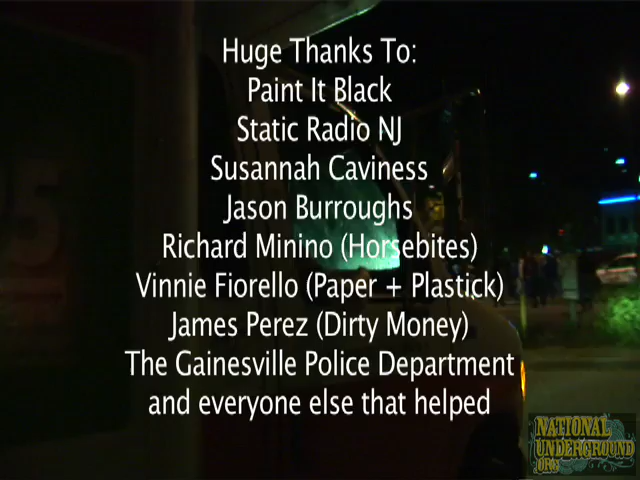 Huge Thanks To:
Paint It Black
Static Radio NJ
Susannah Caviness
Jason Burroughs
Richard Minino (Horsebites)
Vinnie Fiorello (Paper + Plastick)
James Perez (Dirty Money)
The Gainesville Police Department
and everyone else that helped
NATIONAL
UNDERGROUND
.ORG